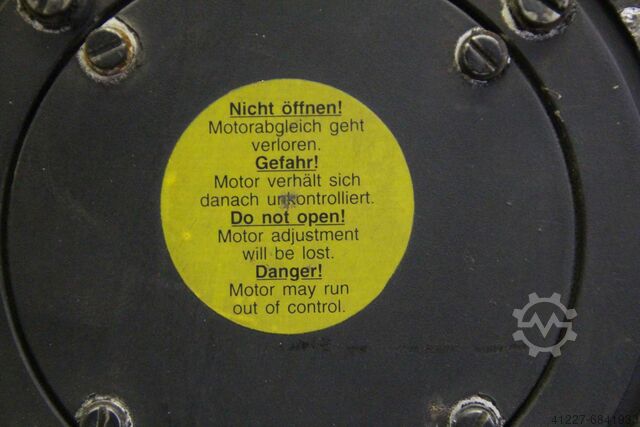 Nicht öffnen!
Motorabgleich geht
verloren.
Gefahr!
Motor verhält sich
danach unkontrolliert.
Do not open!
Motor adjustment
will be lost.
Danger!
Motor may run
out of control.
41227-6841933